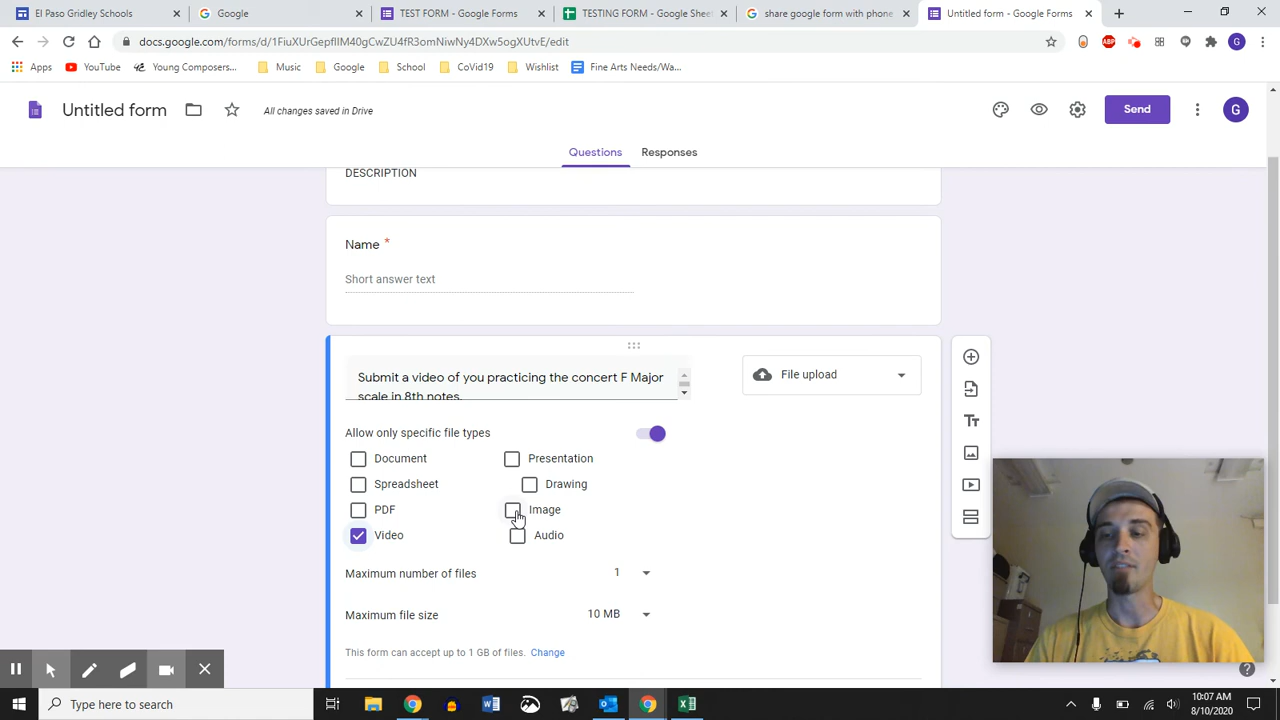 El Paso Gridley Schools
Google
TEST FORM - Google Forms
TESTING FORM - Google Shee
share google form with phone
Untitled form - Google Forms
docs.google.com/forms/d/1FiuXUrGepflIM40gCwZU4fR3omNiwNy4DXw5ogXUtvE/edit
ABP
G
Apps
YouTube
Young Composers...
Music
Google
School
CoVid19
Wishlist
Fine Arts Needs/Wa...
Untitled form
All changes saved in Drive
Send
G
Questions
Responses
DESCRIPTION
Name *
Short answer text
Submit a video of you practicing the concert F Major
scale in 8th notes.
File upload
Allow only specific file types
Document
Presentation
Spreadsheet
Drawing
PDF
Image
Video
Audio
Maximum number of files
1
Maximum file size
10 MB
This form can accept up to 1 GB of files. Change
Type here to search
10:07 AM
8/10/2020